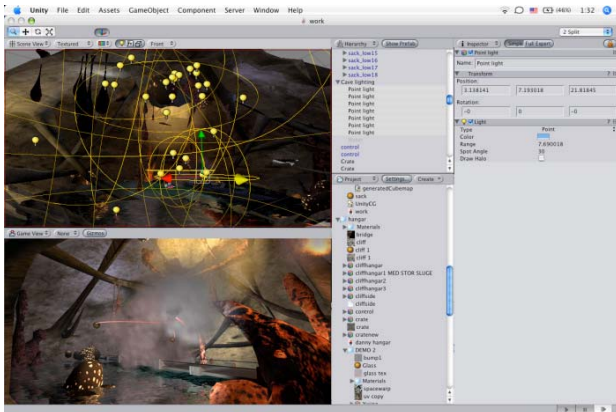 Unity File Edit Assets GameObject Component Server Window Help (46%) 1:32
work
2 Split
Scene View Textured Front
Hierarchy Show Prefab
sack_low15
sack_low16
sack_low17
sack_low18
Cave lighting
Point light
Point light
Point light
Point light
Point light
Point light
Point light
control
control
Crate
Crate
Project Settings... Create
generatedCubemap
sack
UnityCG
work
hangar
Materials
bridge
cliff
cliff 1
cliff 3
cliffhangar
cliffhangar1 MED STOR SLUGE
cliffhangar2
cliffhangar3
cliffside
cliffside
control
crate
crate
cratenew
danny hangar
DEMO 2
bump1
Glass
glass tex
Materials
spacewarp
uv copy
Inspector Simple Full Export
Point light
Name: Point light
Transform
Position:
3.138141 7.193016 21.81845
Rotation:
-0 0 -0
Light
Type Point
Color
Range 7.690018
Spot Angle 30
Draw Halo
Game View None Gizmos